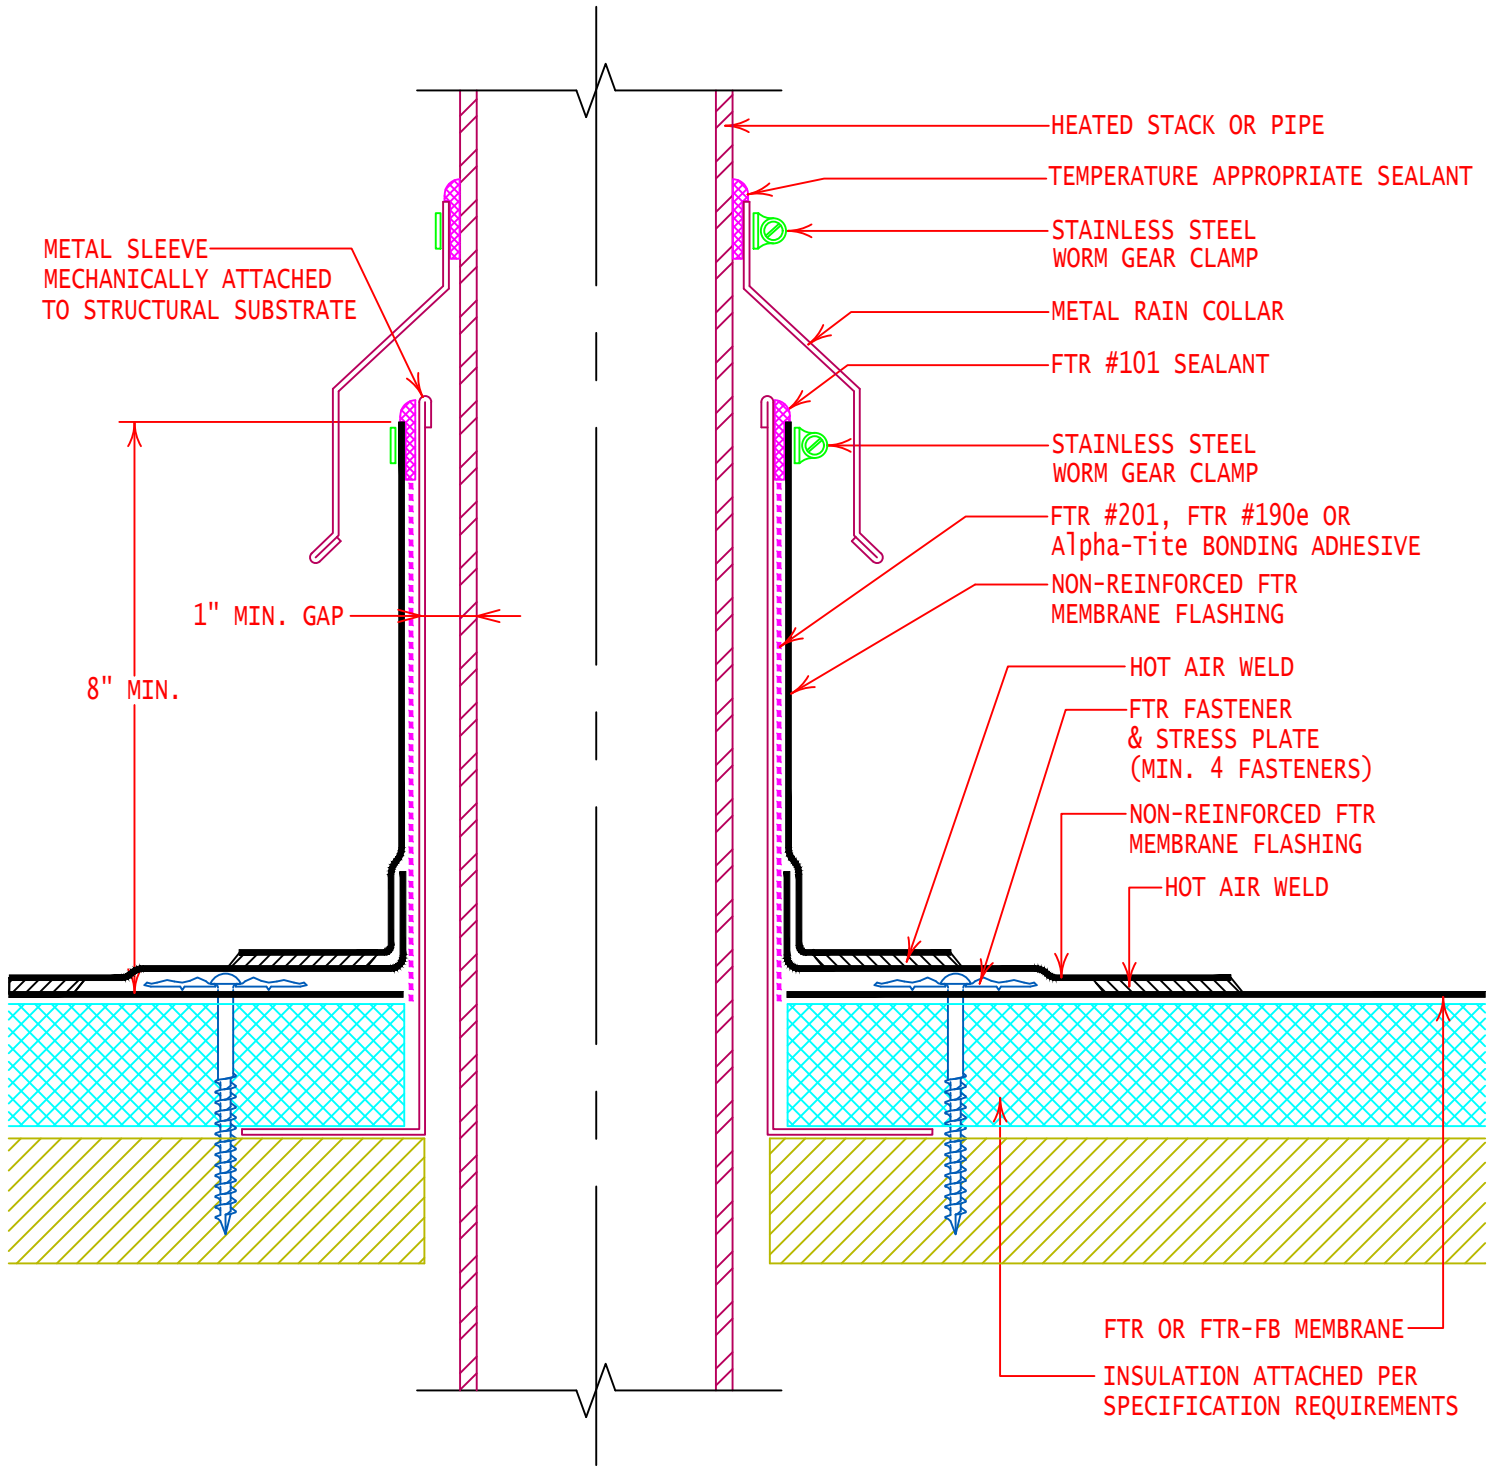 HEATED STACK OR PIPE
TEMPERATURE APPROPRIATE SEALANT
STAINLESS STEEL
WORM GEAR CLAMP
METAL SLEEVE
MECHANICALLY ATTACHED
TO STRUCTURAL SUBSTRATE
METAL RAIN COLLAR
FTR #101 SEALANT
STAINLESS STEEL
WORM GEAR CLAMP
FTR #201, FTR #190e OR
Alpha-Tite BONDING ADHESIVE
NON-REINFORCED FTR
MEMBRANE FLASHING
1" MIN. GAP
8" MIN.
HOT AIR WELD
FTR FASTENER
& STRESS PLATE
(MIN. 4 FASTENERS)
NON-REINFORCED FTR
MEMBRANE FLASHING
HOT AIR WELD
FTR OR FTR-FB MEMBRANE
INSULATION ATTACHED PER
SPECIFICATION REQUIREMENTS